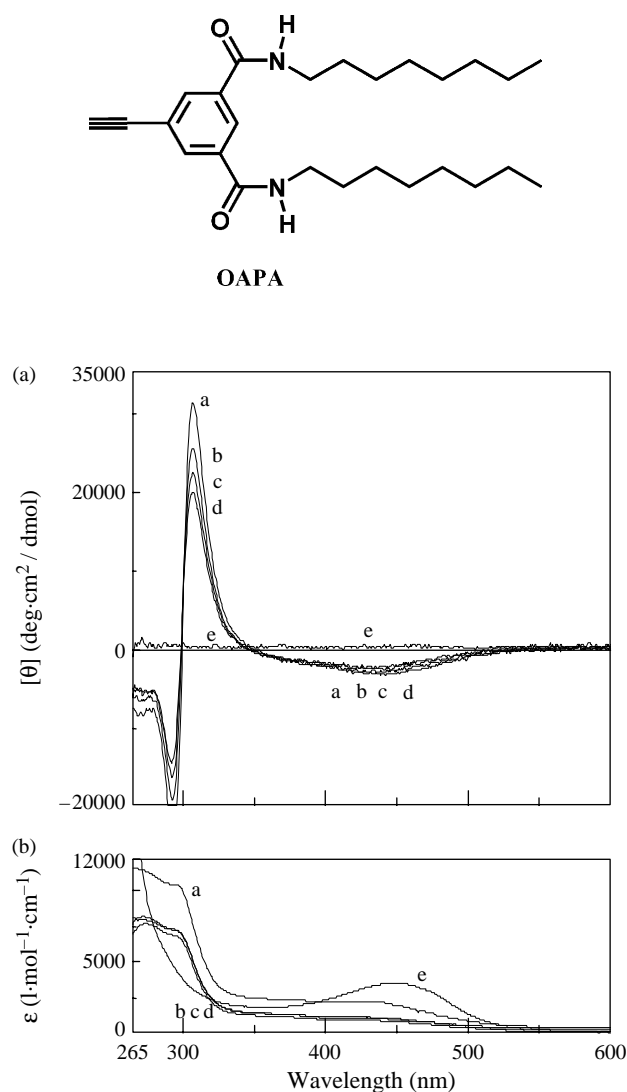 O
H
N
N
O
H
OAPA
(a)
35000
20000
0
−20000
[θ] (deg·cm² / dmol)
a
b
c
d
e
e
a b c d
(b)
12000
5000
0
ε (l·mol⁻¹·cm⁻¹)
a
e
b c d
265 300 400 500 600
Wavelength (nm)